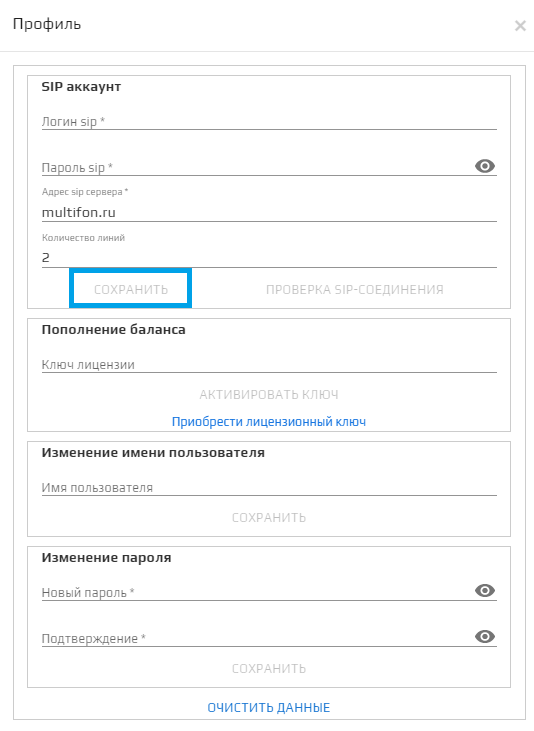 Профиль
SIP аккаунт
Логин sip *
Пароль sip *
Адрес sip сервера *
multifon.ru
Количество линий
2
СОХРАНИТЬ ПРОВЕРКА SIP-СОЕДИНЕНИЯ
Пополнение баланса
Ключ лицензии
АКТИВИРОВАТЬ КЛЮЧ
Приобрести лицензионный ключ
Изменение имени пользователя
Имя пользователя
СОХРАНИТЬ
Изменение пароля
Новый пароль *
Подтверждение *
СОХРАНИТЬ
ОЧИСТИТЬ ДАННЫЕ